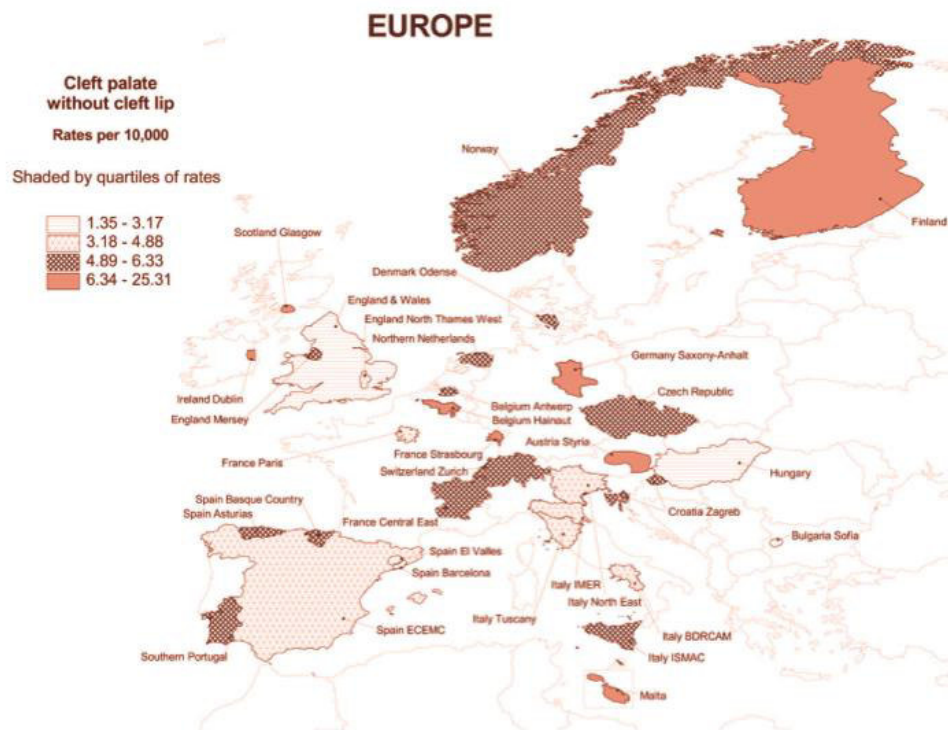 EUROPE
Cleft palate
without cleft lip
Rates per 10,000
Shaded by quartiles of rates
1.35 - 3.17
3.18 - 4.88
4.89 - 6.33
6.34 - 25.31
Norway
Finland
Scotland Glasgow
Denmark Odense
England & Wales
England North Thames West
Northern Netherlands
Germany Saxony-Anhalt
Czech Republic
Ireland Dublin
England Mersey
Belgium Antwerp
Belgium Hainaut
Austria Styria
France Paris
France Strasbourg
Switzerland Zurich
Hungary
Spain Basque Country
Spain Asturias
France Central East
Croatia Zagreb
Bulgaria Sofia
Spain El Valles
Spain Barcelona
Italy IMER
Italy North East
Italy Tuscany
Spain ECEMC
Italy BDRCAM
Italy ISMAC
Southern Portugal
Malta